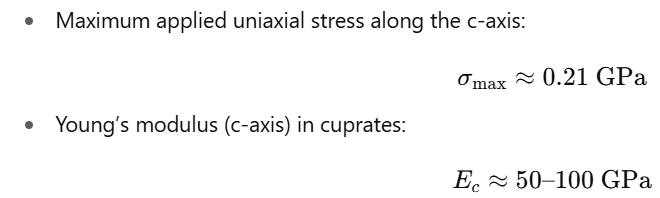 • Maximum applied uniaxial stress along the c-axis:
σmax ≈ 0.21 GPa
• Young’s modulus (c-axis) in cuprates:
Ec ≈ 50–100 GPa